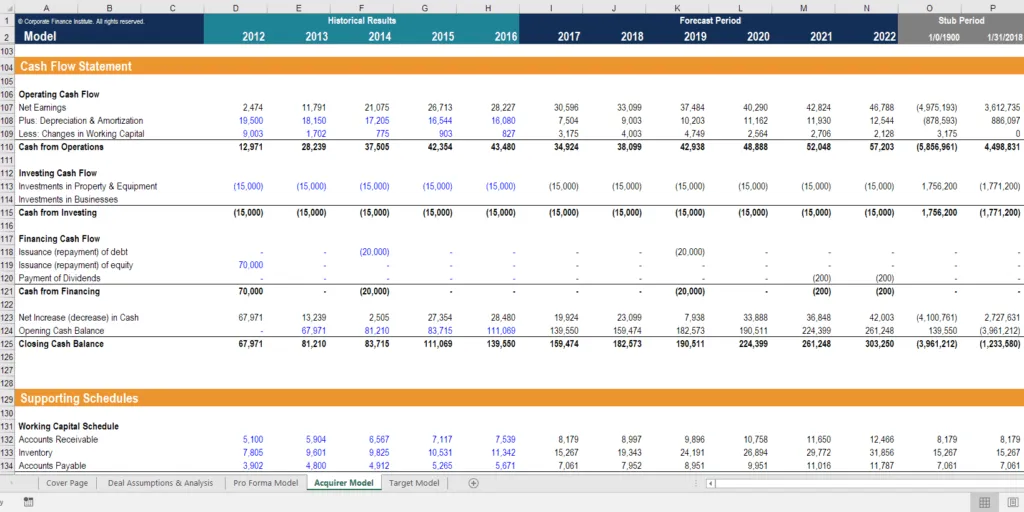 A B C D E F G H I J K L M N O P
1 © Corporate Finance Institute. All rights reserved. Historical Results Forecast Period Stub Period
2 Model 2012 2013 2014 2015 2016 2017 2018 2019 2020 2021 2022 1/0/1900 1/31/2018
103
104 Cash Flow Statement
105
106 Operating Cash Flow
107 Net Earnings 2,474 11,791 21,075 26,713 28,227 30,596 33,099 37,484 40,290 42,824 46,788 (4,975,193) 3,612,735
108 Plus: Depreciation & Amortization 19,500 18,150 17,205 16,544 16,080 7,504 9,003 10,203 11,162 11,930 12,544 (878,593) 886,097
109 Less: Changes in Working Capital 9,003 1,702 775 903 827 3,175 4,003 4,749 2,564 2,706 2,128 3,175 0
110 Cash from Operations 12,971 28,239 37,505 42,354 43,480 34,924 38,099 42,938 48,888 52,048 57,203 (5,856,961) 4,498,831
111
112 Investing Cash Flow
113 Investments in Property & Equipment (15,000) (15,000) (15,000) (15,000) (15,000) (15,000) (15,000) (15,000) (15,000) (15,000) (15,000) 1,756,200 (1,771,200)
114 Investments in Businesses
115 Cash from Investing (15,000) (15,000) (15,000) (15,000) (15,000) (15,000) (15,000) (15,000) (15,000) (15,000) (15,000) 1,756,200 (1,771,200)
116
117 Financing Cash Flow
118 Issuance (repayment) of debt - - (20,000) - - - - (20,000) - - - - -
119 Issuance (repayment) of equity 70,000 - - - - - - - - - - - -
120 Payment of Dividends - - - - - - - - - (200) (200) - -
121 Cash from Financing 70,000 - (20,000) - - - - (20,000) - (200) (200) - -
122
123 Net Increase (decrease) in Cash 67,971 13,239 2,505 27,354 28,480 19,924 23,099 7,938 33,888 36,848 42,003 (4,100,761) 2,727,631
124 Opening Cash Balance - 67,971 81,210 83,715 111,069 139,550 159,474 182,573 190,511 224,399 261,248 139,550 (3,961,212)
125 Closing Cash Balance 67,971 81,210 83,715 111,069 139,550 159,474 182,573 190,511 224,399 261,248 303,250 (3,961,212) (1,233,580)
126
127
128
129 Supporting Schedules
130
131 Working Capital Schedule
132 Accounts Receivable 5,100 5,904 6,567 7,117 7,539 8,179 8,997 9,896 10,758 11,650 12,466 8,179 8,179
133 Inventory 7,805 9,601 9,825 10,531 11,342 15,267 19,343 24,191 26,894 29,772 31,856 15,267 15,267
134 Accounts Payable 3,902 4,800 4,912 5,265 5,671 7,061 7,952 8,951 9,951 11,016 11,787 7,061 7,061
Cover Page Deal Assumptions & Analysis Pro Forma Model Acquirer Model Target Model